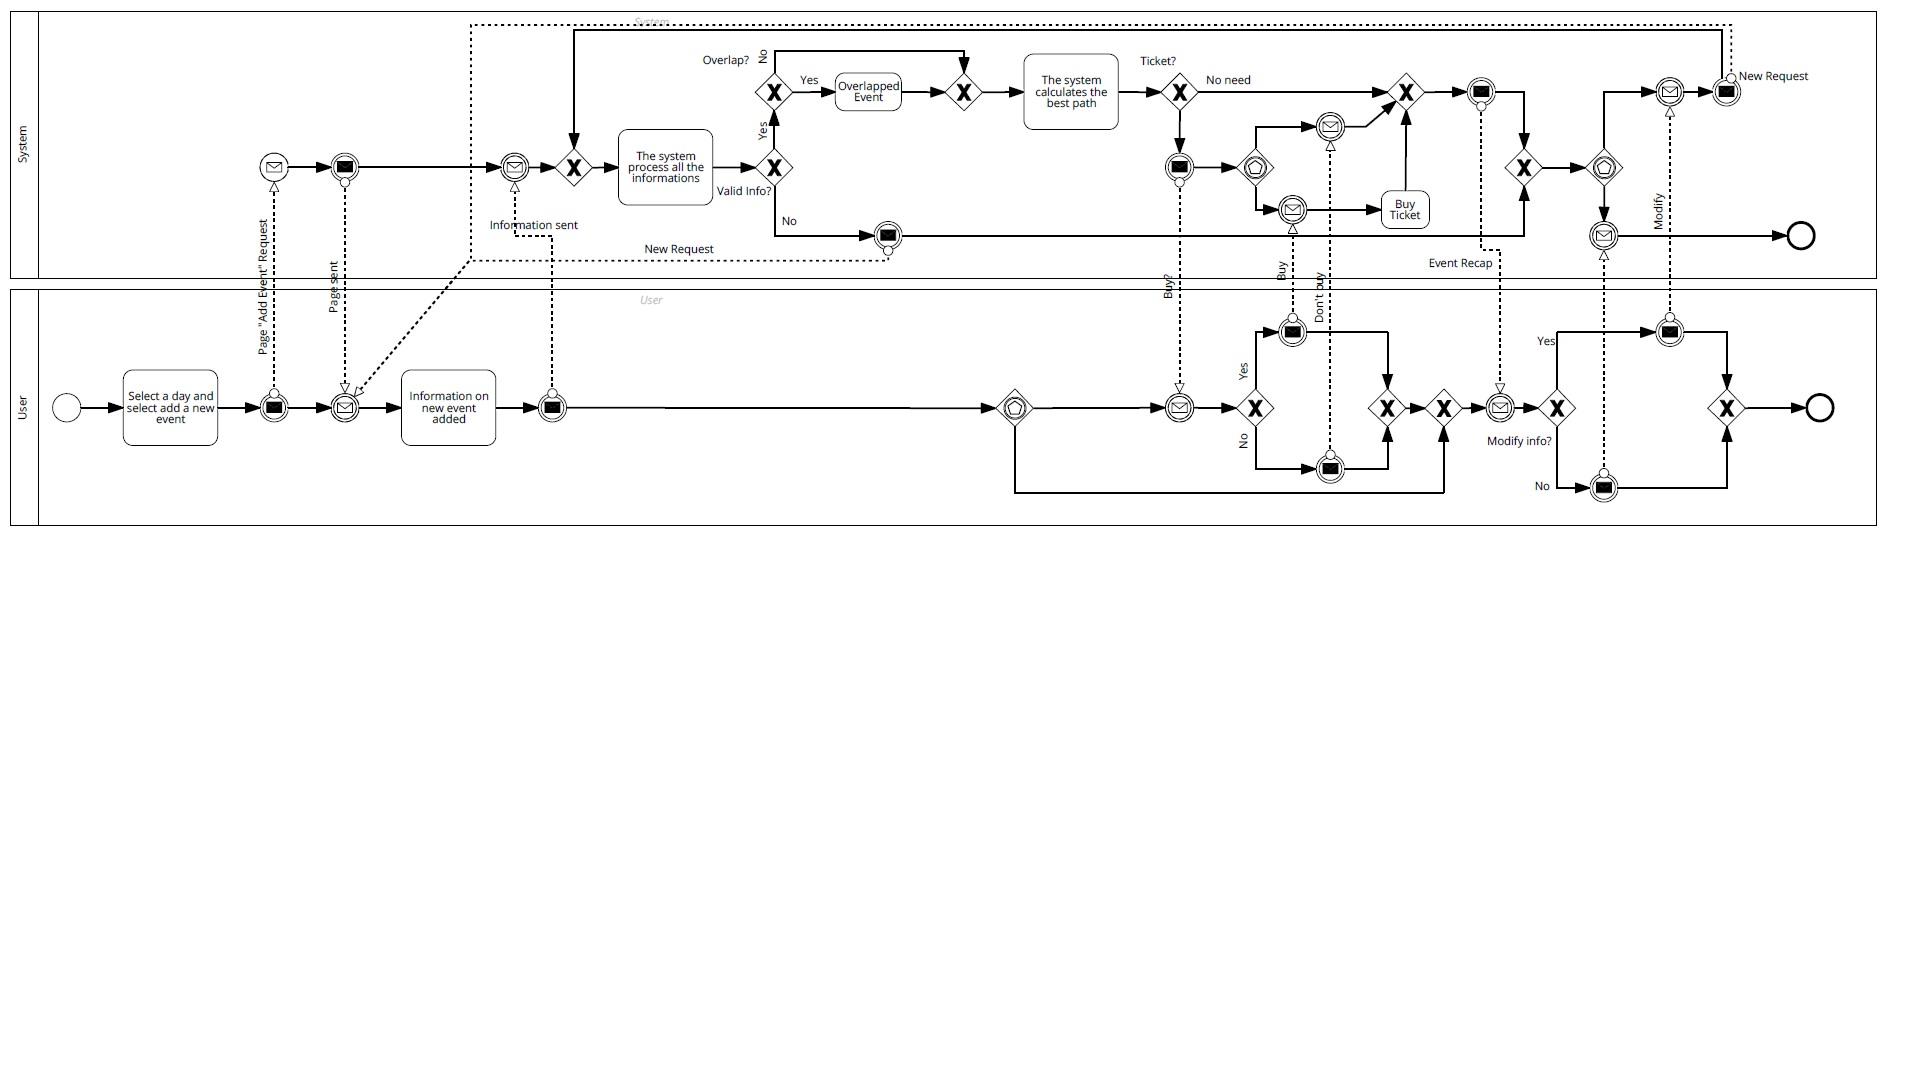 System
System
New Request
Overlap?
No
Yes
Overlapped
Event
The system
calculates the
best path
Ticket?
No need
Yes
The system
process all the
informations
Valid Info?
No
Information sent
New Request
Buy
Ticket
Modify
Event Recap
Page "Add Event" Request
Page sent
Buy?
Buy
Don't buy
User
User
Select a day and
select add a new
event
Information on
new event
added
Yes
No
Modify info?
Yes
No